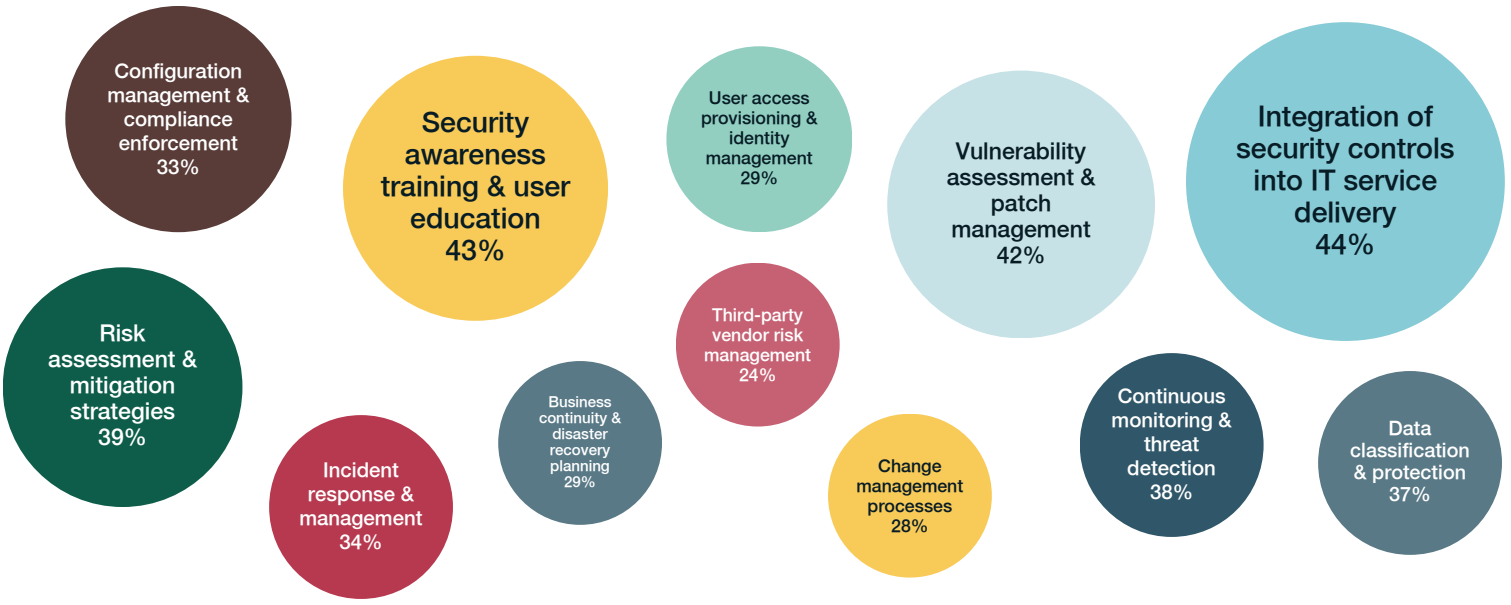 Configuration
management &
compliance
enforcement
33%
Security
awareness
training & user
education
43%
User access
provisioning &
identity
management
29%
Vulnerability
assessment &
patch
management
42%
Integration of
security controls
into IT service
delivery
44%
Risk
assessment &
mitigation
strategies
39%
Incident
response &
management
34%
Business
continuity &
disaster
recovery
planning
29%
Third-party
vendor risk
management
24%
Change
management
processes
28%
Continuous
monitoring &
threat
detection
38%
Data
classification
& protection
37%